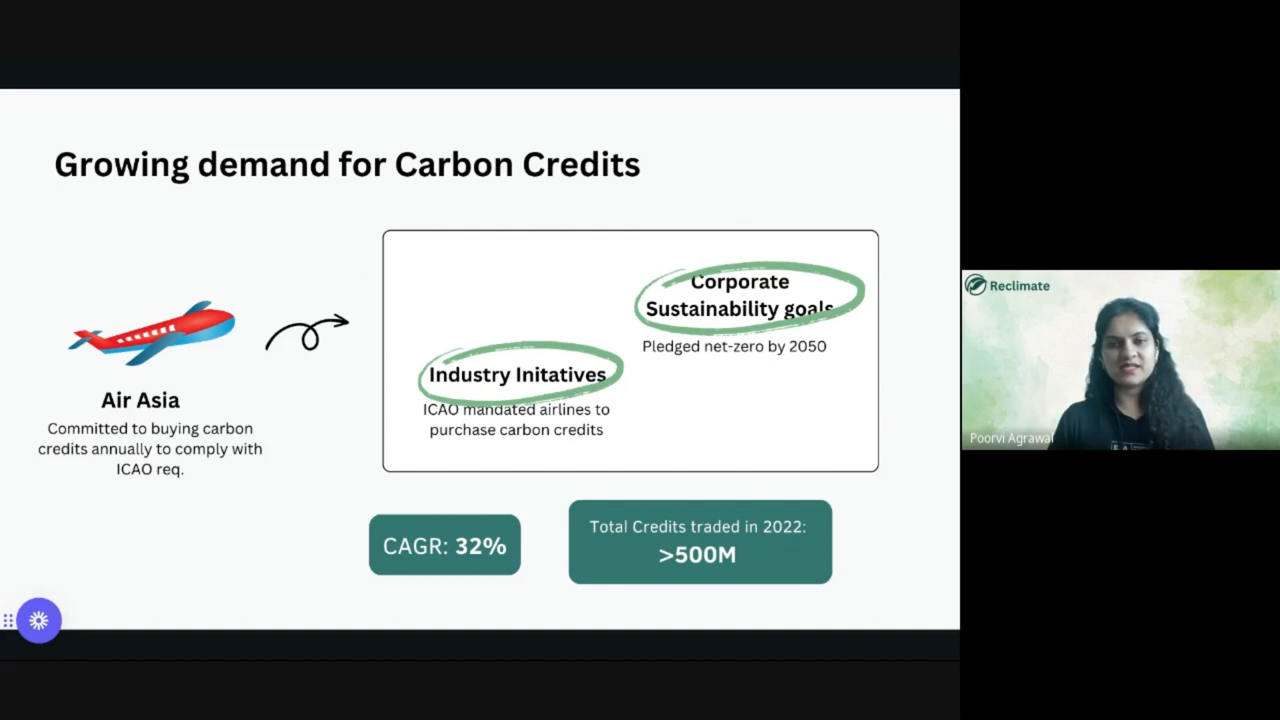 Growing demand for Carbon Credits
Air Asia
Committed to buying carbon
credits annually to comply with
ICAO req.
Corporate
Sustainability goals
Pledged net-zero by 2050
Industry Initatives
ICAO mandated airlines to
purchase carbon credits
CAGR: 32%
Total Credits traded in 2022:
>500M
Reclimate
Poorvi Agrawal